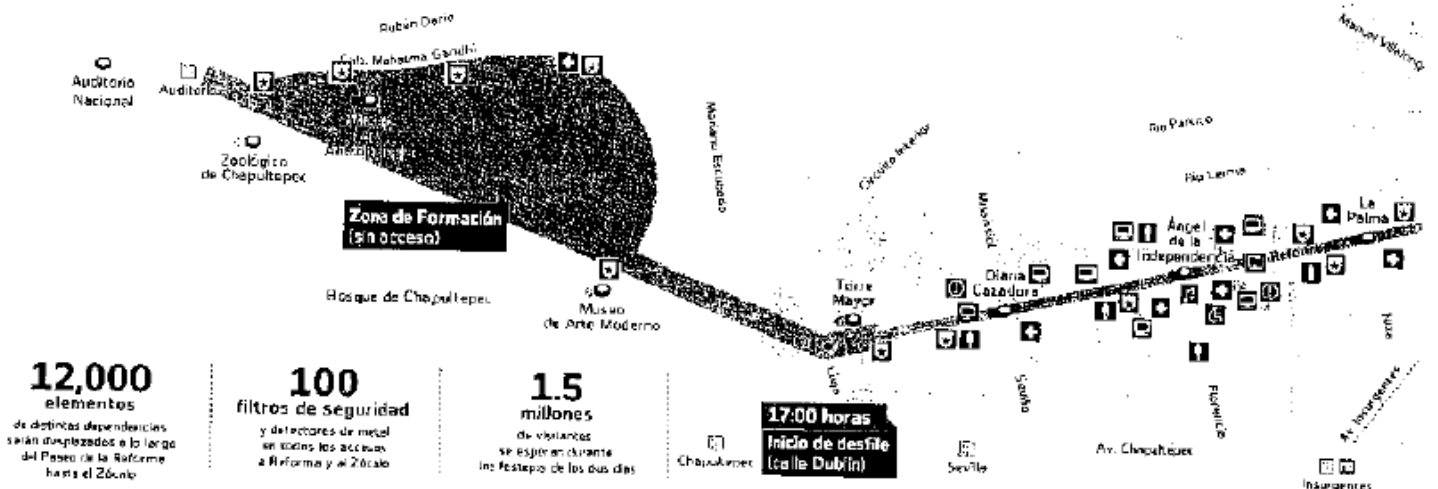 Rubén Darío
Calz. Mahatma Gandhi
Auditorio
Nacional
Auditorio
Zoológico
de Chapultepec
Zona de Formación
(sin acceso)
Bosque de Chapultepec
Museo
de Arte Moderno
Mariano Escobedo
Circuito Interior
Río Pánuco
Río Lerma
Torre
Mayor
Diana
Cazadora
Ángel
de la
Independencia
Reforma
La
Palma
12,000
elementos
de distintas dependencias
serán desplazados a lo largo
del Paseo de la Reforma
hasta el Zócalo
100
filtros de seguridad
y detectores de metal
en todos los accesos
a Reforma y al Zócalo
1.5
millones
de visitantes
se esperan durante
los festejos de los dos días
Chapultepec
17:00 horas
Inicio de desfile
(calle Dublín)
Sevilla
Florencia
Av. Chapultepec
Av. Insurgentes
Insurgentes